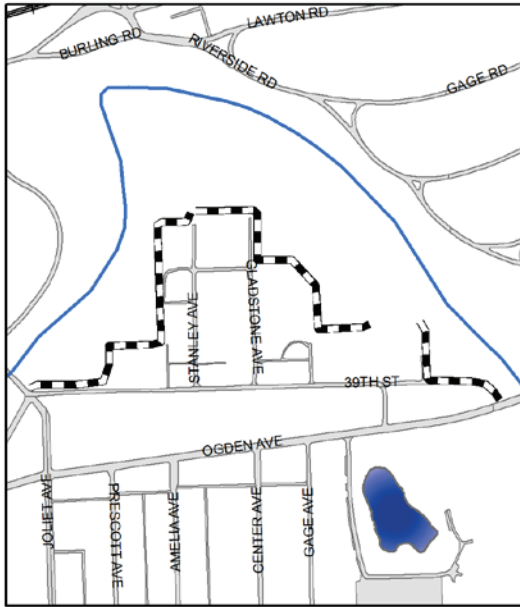 LAWTON RD
BURLING RD
RIVERSIDE RD
GAGE RD
STANLEY AVE
GLADSTONE AVE
39TH ST
OGDEN AVE
JOLIET AVE
PRESCOTT AVE
AMELIA AVE
CENTER AVE
GAGE AVE